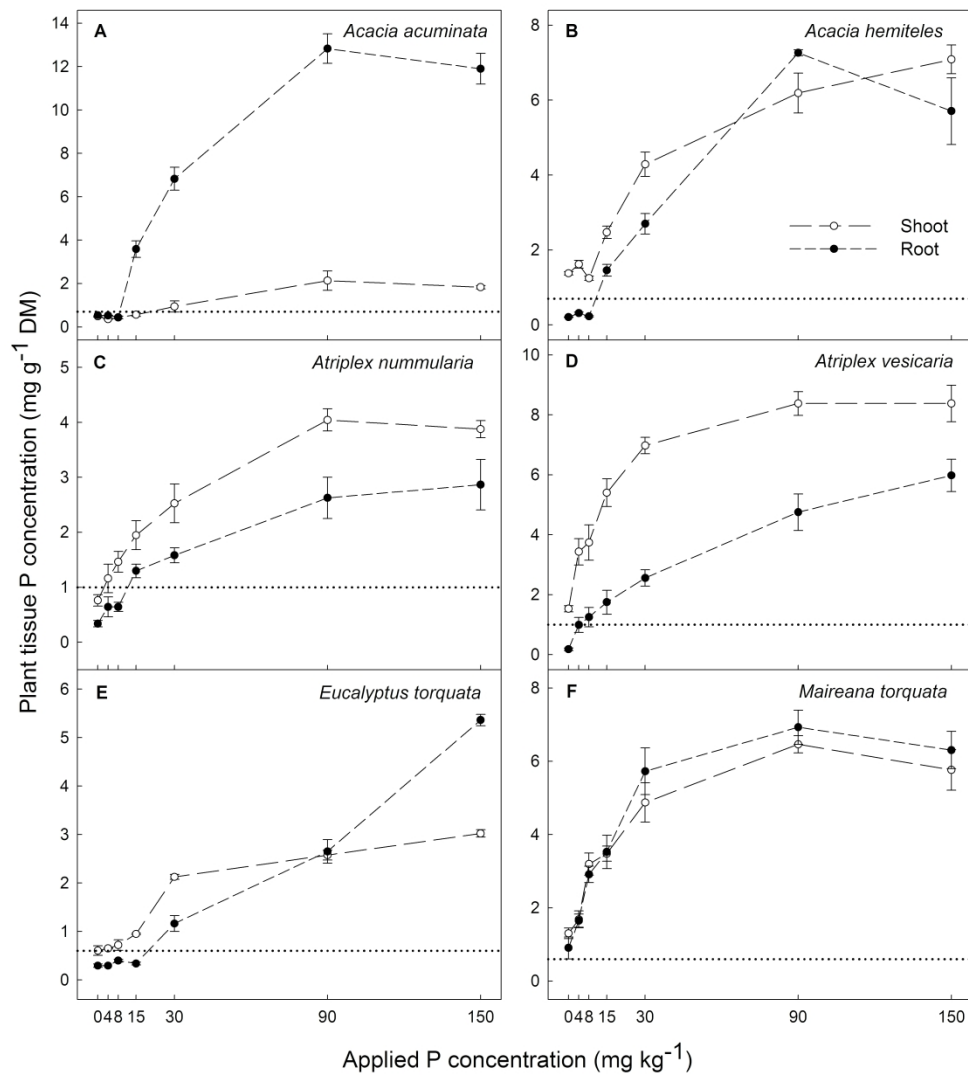 A
Acacia acuminata
14
12
10
8
6
4
2
0
B
Acacia hemiteles
8
6
4
2
0
Shoot
Root
C
Atriplex nummularia
5
4
3
2
1
0
D
Atriplex vesicaria
10
8
6
4
2
0
E
Eucalyptus torquata
6
5
4
3
2
1
0
0 4 8 15 30 90 150
F
Maireana torquata
8
6
4
2
0
0 4 8 15 30 90 150
Plant tissue P concentration (mg g⁻¹ DM)
Applied P concentration (mg kg⁻¹)